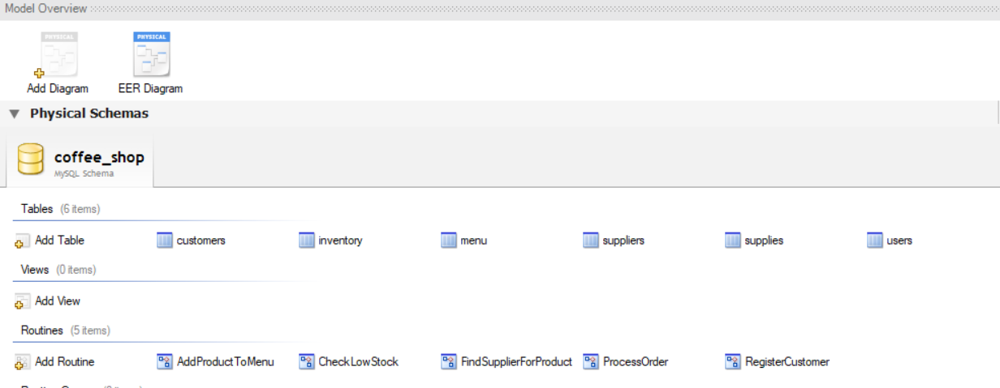 Model Overview
PHYSICAL PHYSICAL
Add Diagram EER Diagram
Physical Schemas
coffee_shop
MySQL Schema
Tables (6 items)
Add Table customers inventory menu suppliers supplies users
Views (0 items)
Add View
Routines (5 items)
Add Routine AddProductToMenu CheckLowStock FindSupplierForProduct ProcessOrder RegisterCustomer